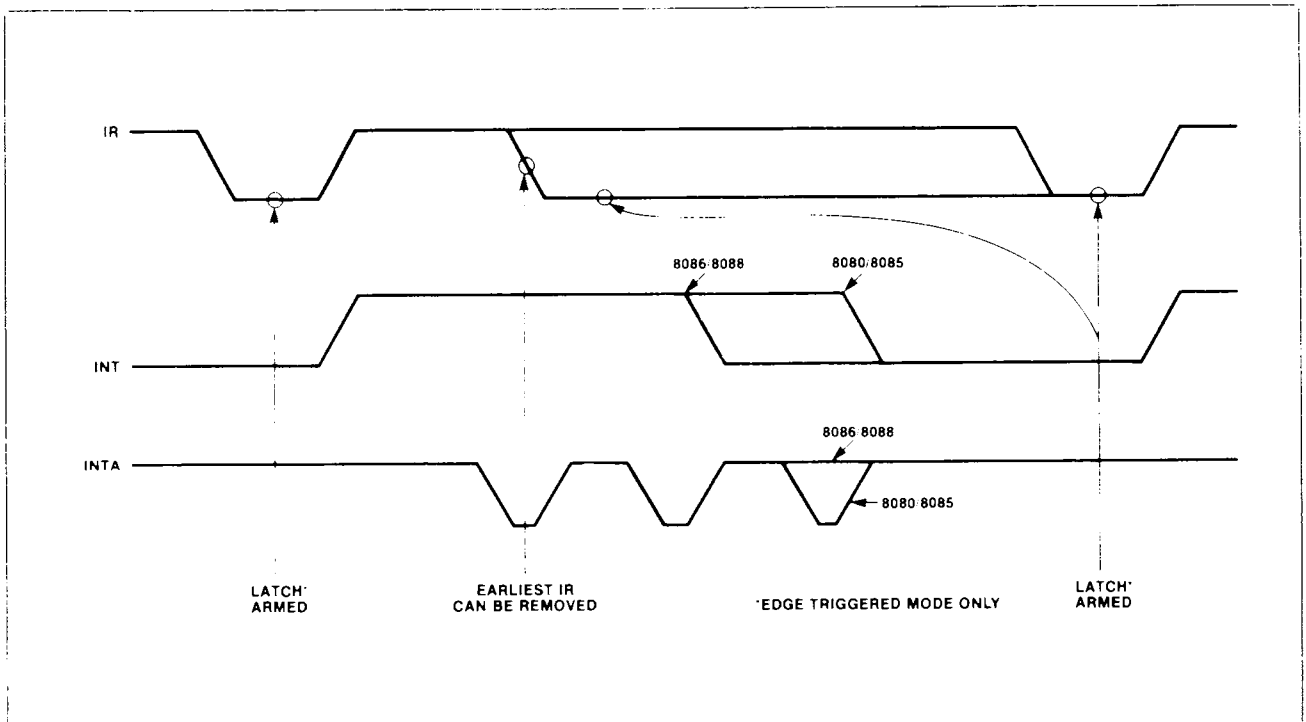 IR
8086/8088
8080/8085
INT
8086/8088
INTA
8080/8085
LATCH*
ARMED
EARLIEST IR
CAN BE REMOVED
*EDGE TRIGGERED MODE ONLY
LATCH*
ARMED